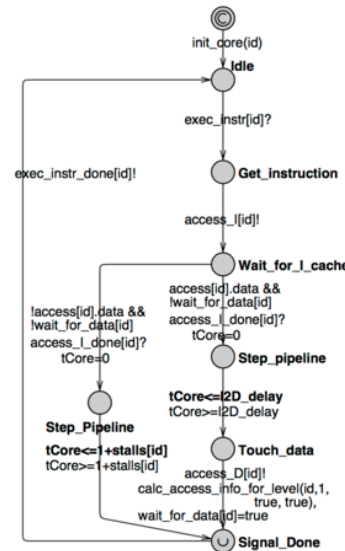 init_core(id)
Idle
exec_instr[id]?
exec_instr_done[id]!
Get_instruction
access_I[id]!
Wait_for_I_cache
access[id].data &&
!wait_for_data[id]
access_I_done[id]?
tCore=0
!access[id].data &&
!wait_for_data[id]
access_I_done[id]?
tCore=0
Step_pipeline
tCore<=I2D_delay
tCore>=I2D_delay
Step_Pipeline
tCore<=1+stalls[id]
tCore>=1+stalls[id]
Touch_data
access_D[id]!
calc_access_info_for_level(id,1,
true, true),
wait_for_data[id]=true
Signal_Done